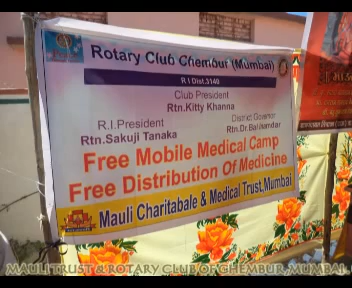 Rotary Club Chembur (Mumbai)
R I Dist.3140
Club President
Rtn.Kitty Khanna
R.I.President
District Governor
Rtn.Sakuji Tanaka
Rtn.Dr.Bal Inamdar
Free Mobile Medical Camp
Free Distribution Of Medicine
Mauli Charitabale & Medical Trust,Mumbai
MAULI TRUST & ROTARY CLUB OF CHEMBUR, MUMBAI